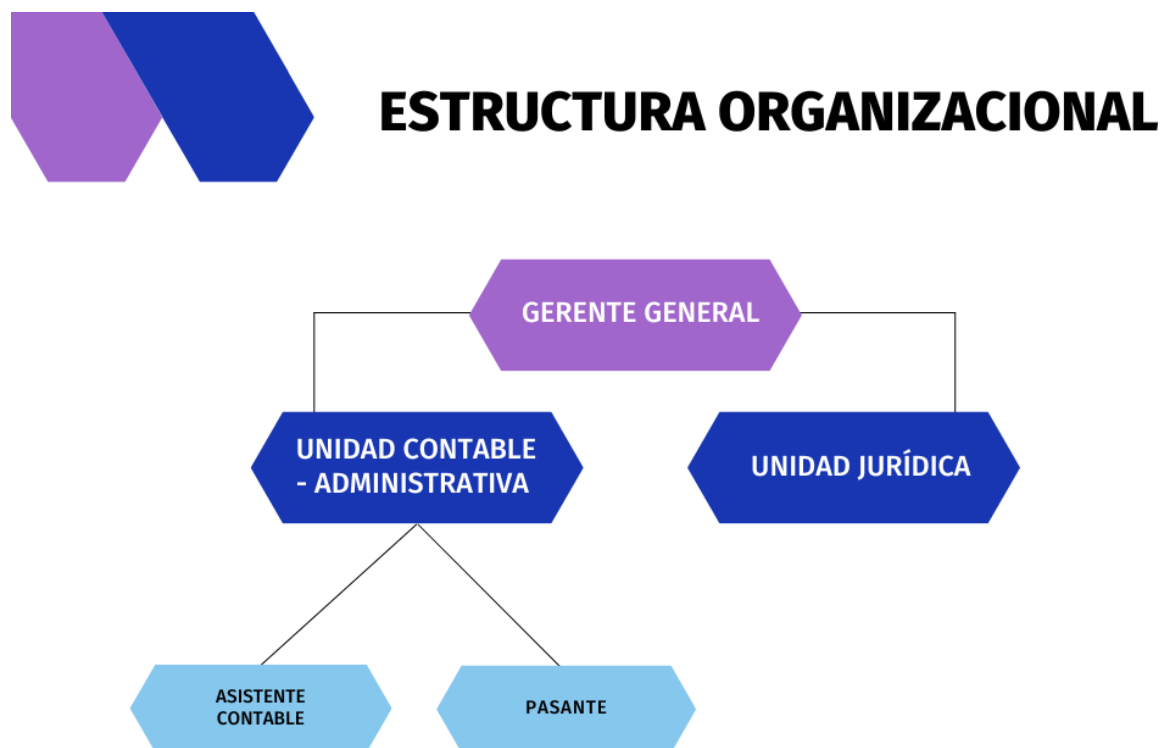 ESTRUCTURA ORGANIZACIONAL
GERENTE GENERAL
UNIDAD CONTABLE
- ADMINISTRATIVA
UNIDAD JURÍDICA
ASISTENTE
CONTABLE
PASANTE